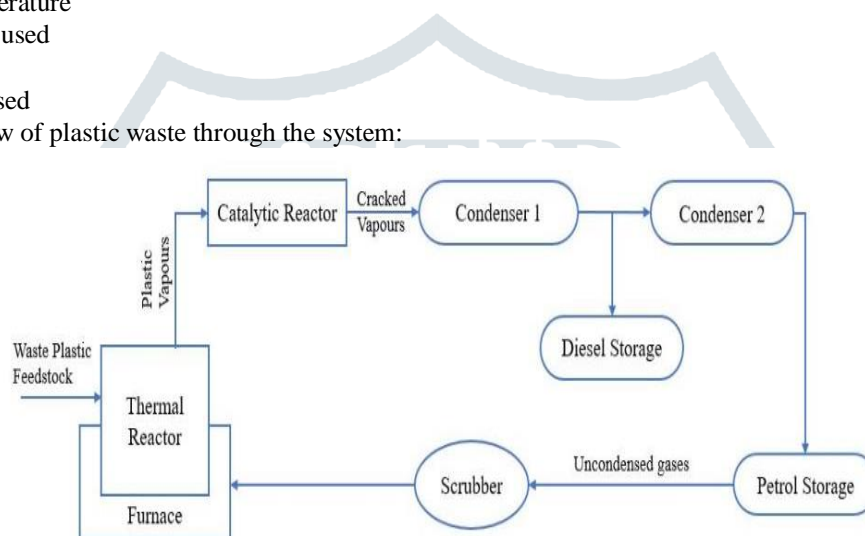 erature
used
sed
w of plastic waste through the system:
Catalytic Reactor
Cracked
Vapours
Condenser 1
Condenser 2
Plastic
Vapours
Diesel Storage
Waste Plastic
Feedstock
Thermal
Reactor
Furnace
Scrubber
Uncondensed gases
Petrol Storage